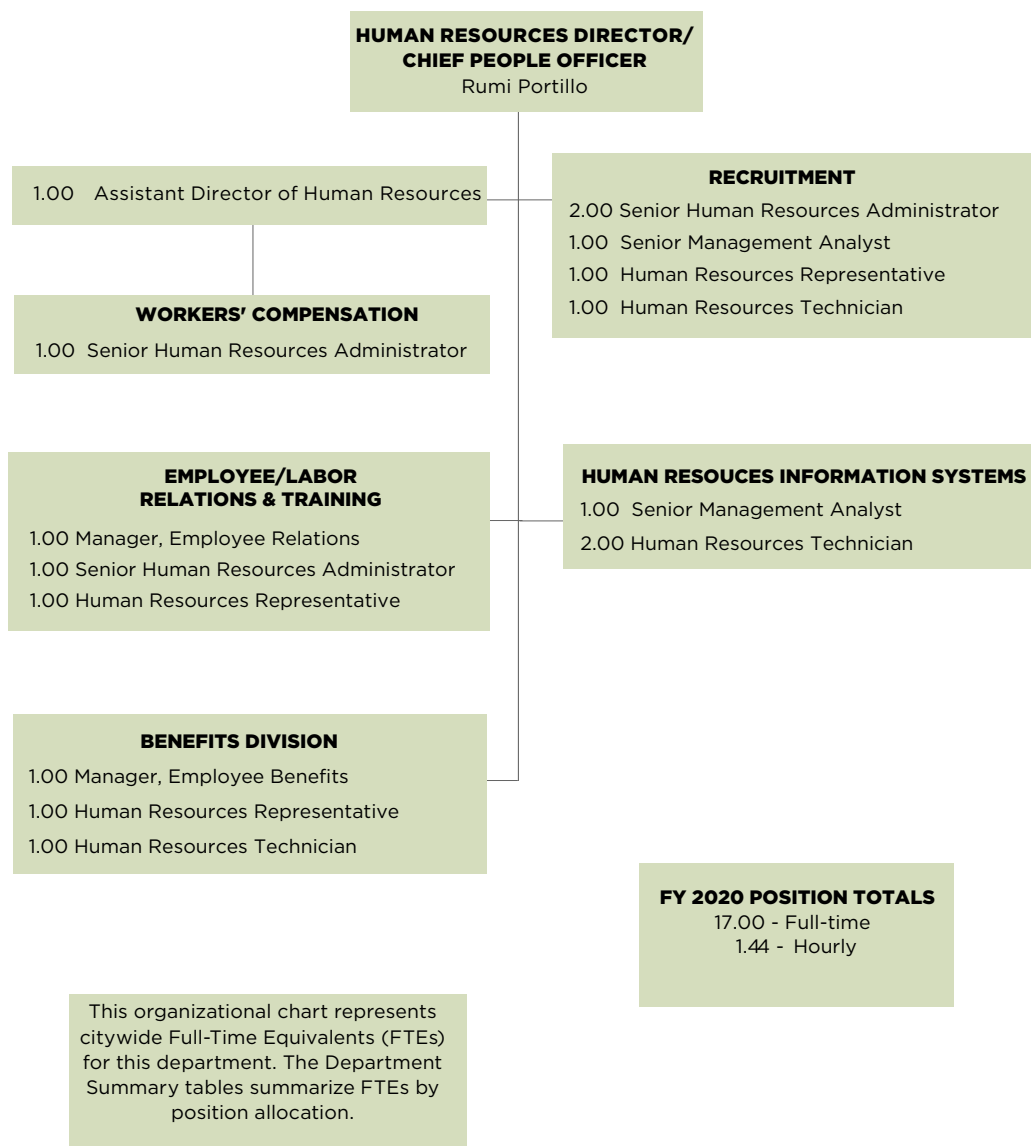 HUMAN RESOURCES DIRECTOR/
CHIEF PEOPLE OFFICER
Rumi Portillo
1.00 Assistant Director of Human Resources
RECRUITMENT
2.00 Senior Human Resources Administrator
1.00 Senior Management Analyst
1.00 Human Resources Representative
1.00 Human Resources Technician
WORKERS' COMPENSATION
1.00 Senior Human Resources Administrator
EMPLOYEE/LABOR
RELATIONS & TRAINING
1.00 Manager, Employee Relations
1.00 Senior Human Resources Administrator
1.00 Human Resources Representative
HUMAN RESOUCES INFORMATION SYSTEMS
1.00 Senior Management Analyst
2.00 Human Resources Technician
BENEFITS DIVISION
1.00 Manager, Employee Benefits
1.00 Human Resources Representative
1.00 Human Resources Technician
FY 2020 POSITION TOTALS
17.00 - Full-time
1.44 - Hourly
This organizational chart represents
citywide Full-Time Equivalents (FTEs)
for this department. The Department
Summary tables summarize FTEs by
position allocation.